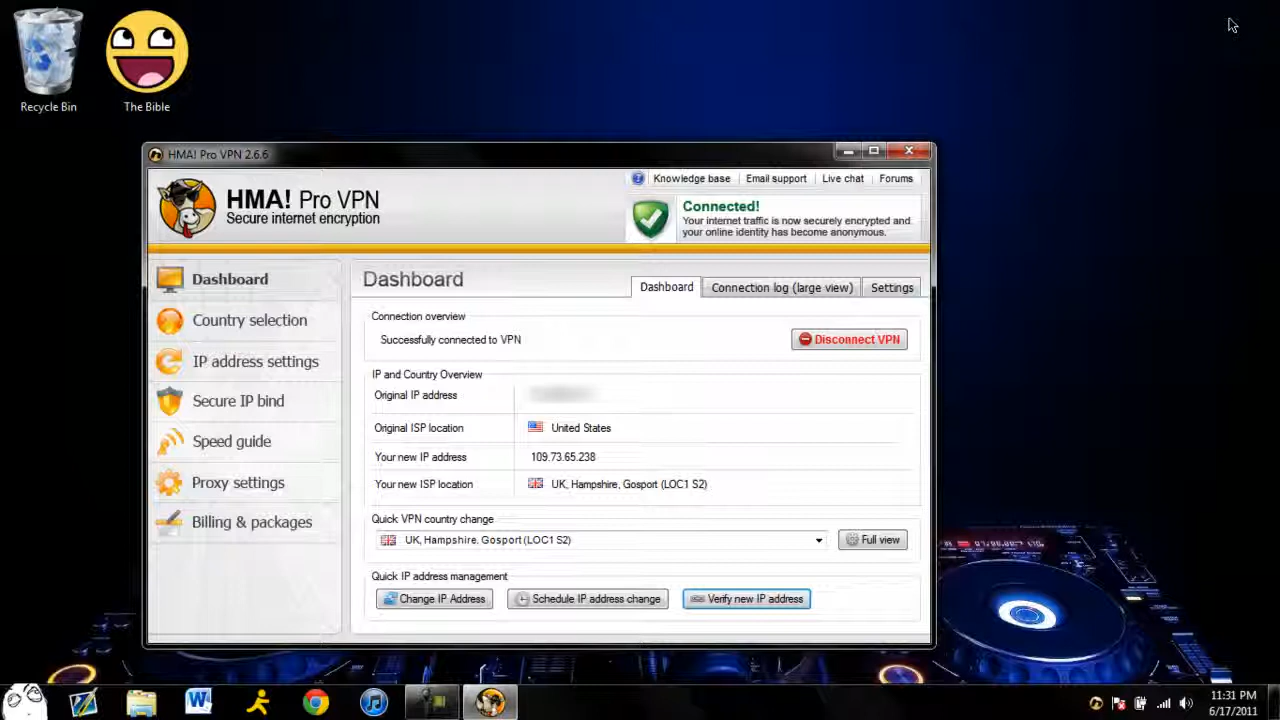 Recycle Bin
The Bible
HMA! Pro VPN 2.6.6
HMA! Pro VPN
Secure internet encryption
Knowledge base
Email support
Live chat
Forums
Connected!
Your internet traffic is now securely encrypted and
your online identity has become anonymous.
Dashboard
Country selection
IP address settings
Secure IP bind
Speed guide
Proxy settings
Billing & packages
Dashboard
Dashboard
Connection log (large view)
Settings
Connection overview
Successfully connected to VPN
Disconnect VPN
IP and Country Overview
Original IP address
Original ISP location
United States
Your new IP address
109.73.65.238
Your new ISP location
UK, Hampshire, Gosport (LOC1 S2)
Quick VPN country change
UK, Hampshire, Gosport (LOC1 S2)
Full view
Quick IP address management
Change IP Address
Schedule IP address change
Verify new IP address
11:31 PM
6/17/2011